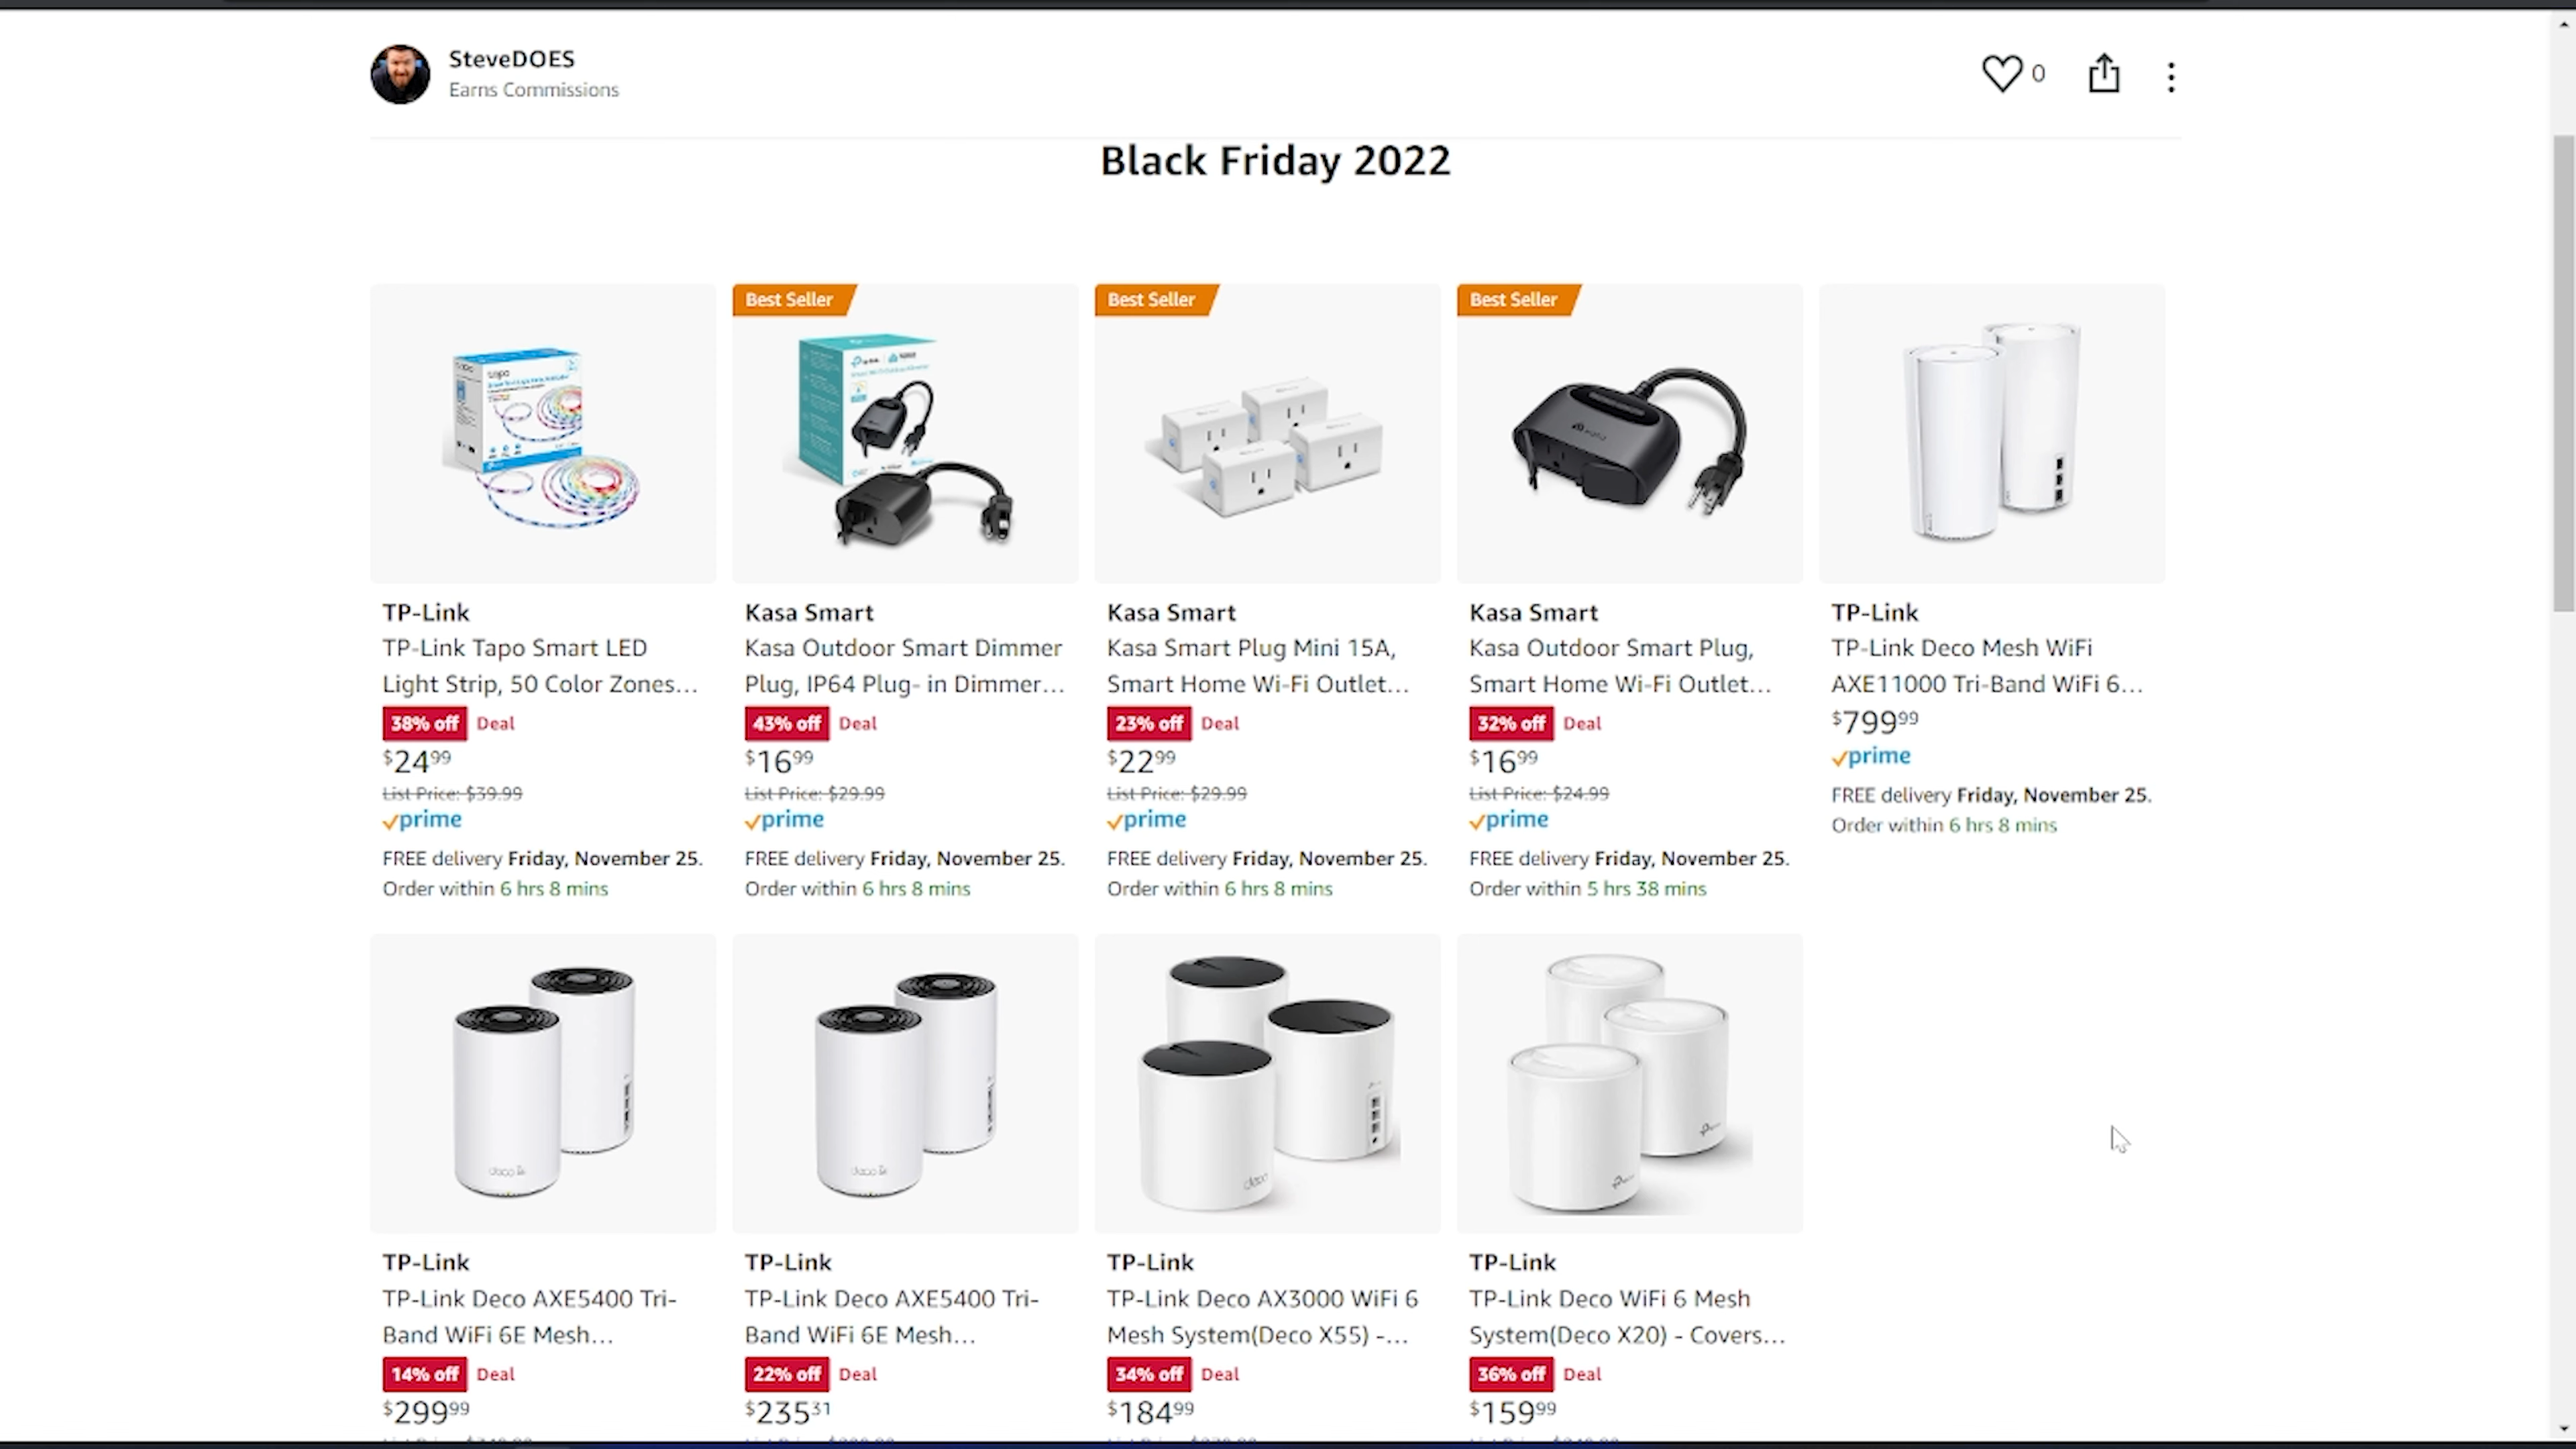 SteveDOES
Earns Commissions
0
Black Friday 2022
Best Seller
Best Seller
Best Seller
TP-Link
TP-Link Tapo Smart LED
Light Strip, 50 Color Zones...
38% off Deal
$24.99
List Price: $39.99
prime
FREE delivery Friday, November 25.
Order within 6 hrs 8 mins
Kasa Smart
Kasa Outdoor Smart Dimmer
Plug, IP64 Plug- in Dimmer...
43% off Deal
$16.99
List Price: $29.99
prime
FREE delivery Friday, November 25.
Order within 6 hrs 8 mins
Kasa Smart
Kasa Smart Plug Mini 15A,
Smart Home Wi-Fi Outlet...
23% off Deal
$22.99
List Price: $29.99
prime
FREE delivery Friday, November 25.
Order within 6 hrs 8 mins
Kasa Smart
Kasa Outdoor Smart Plug,
Smart Home Wi-Fi Outlet...
32% off Deal
$16.99
List Price: $24.99
prime
FREE delivery Friday, November 25.
Order within 5 hrs 38 mins
TP-Link
TP-Link Deco Mesh WiFi
AXE11000 Tri-Band WiFi 6...
$799.99
prime
FREE delivery Friday, November 25.
Order within 6 hrs 8 mins
deco
deco
deco
TP-Link
TP-Link Deco AXE5400 Tri-
Band WiFi 6E Mesh...
14% off Deal
$299.99
TP-Link
TP-Link Deco AXE5400 Tri-
Band WiFi 6E Mesh...
22% off Deal
$235.31
TP-Link
TP-Link Deco AX3000 WiFi 6
Mesh System(Deco X55) -...
34% off Deal
$184.99
TP-Link
TP-Link Deco WiFi 6 Mesh
System(Deco X20) - Covers...
36% off Deal
$159.99